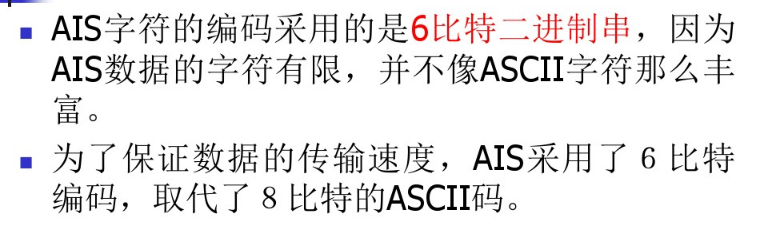 AIS字符的编码采用的是6比特二进制串，因为
AIS数据的字符有限，并不像ASCII字符那么丰
富。
为了保证数据的传输速度，AIS采用了 6 比特
编码，取代了 8 比特的ASCII码。